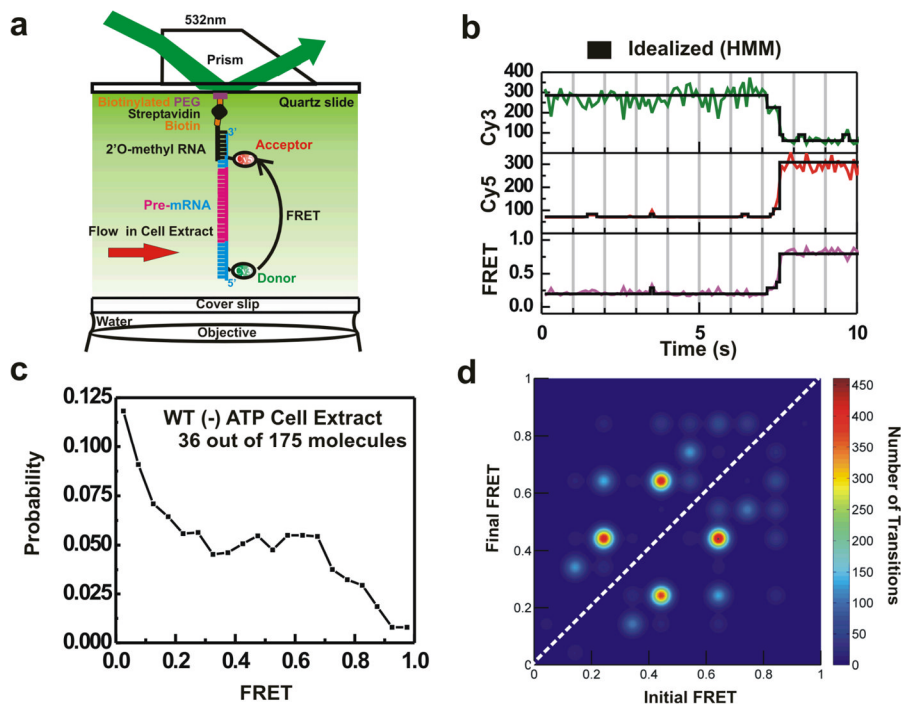 a
532nm
Prism
Biotinylated PEG
Quartz slide
Streptavidin
Biotin
3'
2'O-methyl RNA
Acceptor
Pre-mRNA
FRET
Flow in Cell Extract
5'
Donor
Cover slip
Water
Objective
b
Idealized (HMM)
Cy3
400
300
200
100
Cy5
300
200
100
FRET
1.0
0.5
0.0
0 5 10
Time (s)
c
WT (-) ATP Cell Extract
36 out of 175 molecules
Probability
0.125
0.100
0.075
0.050
0.025
0.000
0.0 0.2 0.4 0.6 0.8 1.0
FRET
d
Final FRET
1
0.8
0.6
0.4
0.2
0
0 0.2 0.4 0.6 0.8 1
Initial FRET
450
400
350
300
250
200
150
100
50
0
Number of Transitions